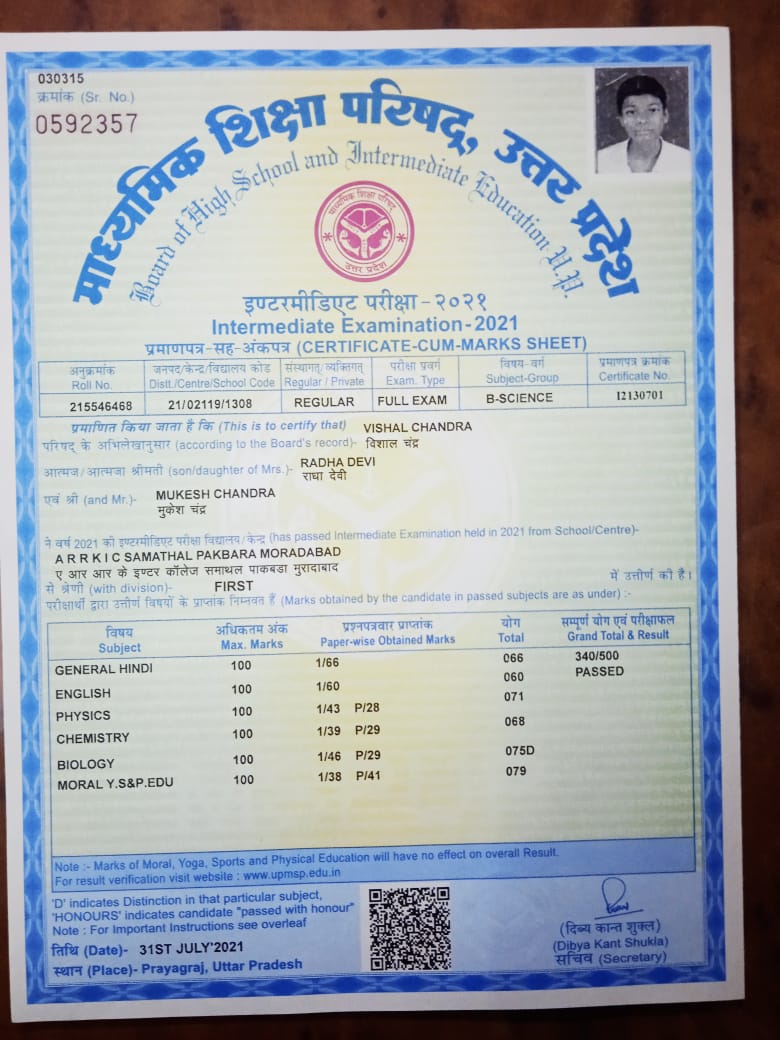 030315
क्रमांक (Sr. No.)
0592357
माध्यमिक शिक्षा परिषद्, उत्तर प्रदेश
Board of High School and Intermediate Education U.P.
माध्यमिक शिक्षा परिषद्
उत्तर प्रदेश
इण्टरमीडिएट परीक्षा - २०२१
Intermediate Examination - 2021
प्रमाणपत्र-सह-अंकपत्र (CERTIFICATE-CUM-MARKS SHEET)
अनुक्रमांक जनपद/केन्द्र/विद्यालय कोड संस्थागत/व्यक्तिगत परीक्षा प्रवर्ग विषय-वर्ग प्रमाणपत्र क्रमांक
Roll No. Distt./Centre/School Code Regular / Private Exam. Type Subject-Group Certificate No.
215546468 21/02119/1308 REGULAR FULL EXAM B-SCIENCE 12130701
प्रमाणित किया जाता है कि (This is to certify that) VISHAL CHANDRA
परिषद् के अभिलेखानुसार (according to the Board's record)- विशाल चंद्र
आत्मज/आत्मजा श्रीमती (son/daughter of Mrs.)- RADHA DEVI
राधा देवी
एवं श्री (and Mr.)- MUKESH CHANDRA
मुकेश चंद्र
ने वर्ष 2021 की इण्टरमीडिएट परीक्षा विद्यालय/केन्द्र (has passed Intermediate Examination held in 2021 from School/Centre)-
A R R K I C SAMATHAL PAKBARA MORADABAD
ए आर आर के इण्टर कॉलेज समाथल पाकबडा मुरादाबाद
से श्रेणी (with division)- FIRST में उत्तीर्ण की है।
परीक्षार्थी द्वारा उत्तीर्ण विषयों के प्राप्तांक निम्नवत हैं (Marks obtained by the candidate in passed subjects are as under) :-
विषय अधिकतम अंक प्रश्नपत्रवार प्राप्तांक योग सम्पूर्ण योग एवं परीक्षाफल
Subject Max. Marks Paper-wise Obtained Marks Total Grand Total & Result
GENERAL HINDI 100 1/66 066 340/500
ENGLISH 100 1/60 060 PASSED
PHYSICS 100 1/43 P/28 071
CHEMISTRY 100 1/39 P/29 068
BIOLOGY 100 1/46 P/29 075D
MORAL Y.S&P.EDU 100 1/38 P/41 079
Note :- Marks of Moral, Yoga, Sports and Physical Education will have no effect on overall Result.
For result verification visit website : www.upmsp.edu.in
'D' indicates Distinction in that particular subject,
'HONOURS' indicates candidate "passed with honour"
Note : For Important Instructions see overleaf
तिथि (Date)- 31ST JULY'2021
स्थान (Place)- Prayagraj, Uttar Pradesh
(दिब्य कान्त शुक्ल)
(Dibya Kant Shukla)
सचिव (Secretary)